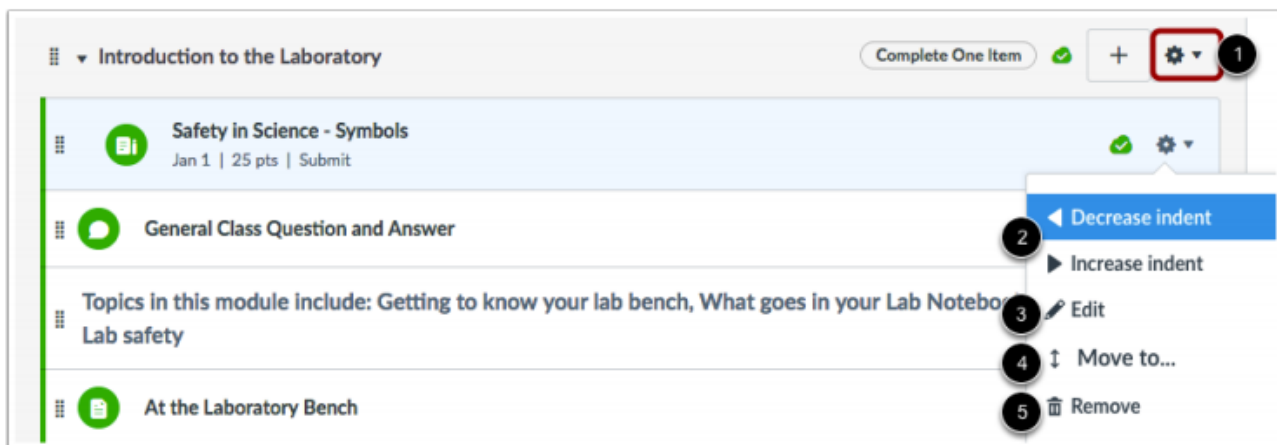 Introduction to the Laboratory
Complete One Item
1
Safety in Science - Symbols
Jan 1 | 25 pts | Submit
Decrease indent
2
General Class Question and Answer
Increase indent
Topics in this module include: Getting to know your lab bench, What goes in your Lab
Lab safety
3
Edit
4
Move to...
At the Laboratory Bench
5
Remove